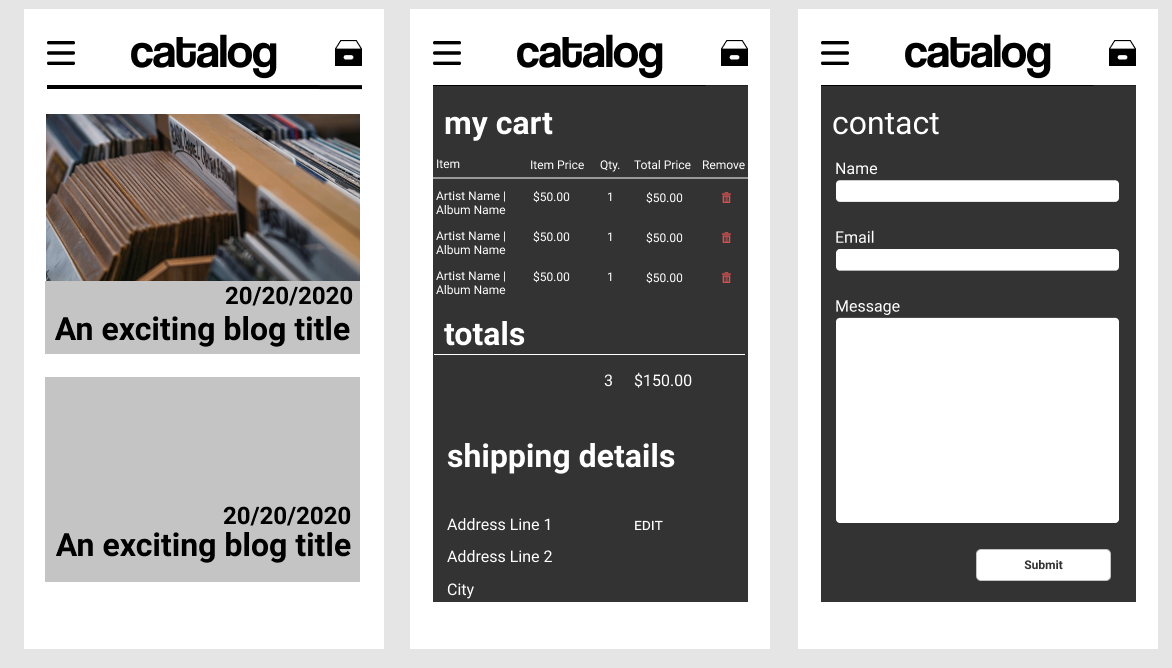 catalog
20/20/2020
An exciting blog title
20/20/2020
An exciting blog title
catalog
my cart
Item Item Price Qty. Total Price Remove
Artist Name | $50.00 1 $50.00
Album Name
Artist Name | $50.00 1 $50.00
Album Name
Artist Name | $50.00 1 $50.00
Album Name
totals
3 $150.00
shipping details
Address Line 1 EDIT
Address Line 2
City
catalog
contact
Name
Email
Message
Submit